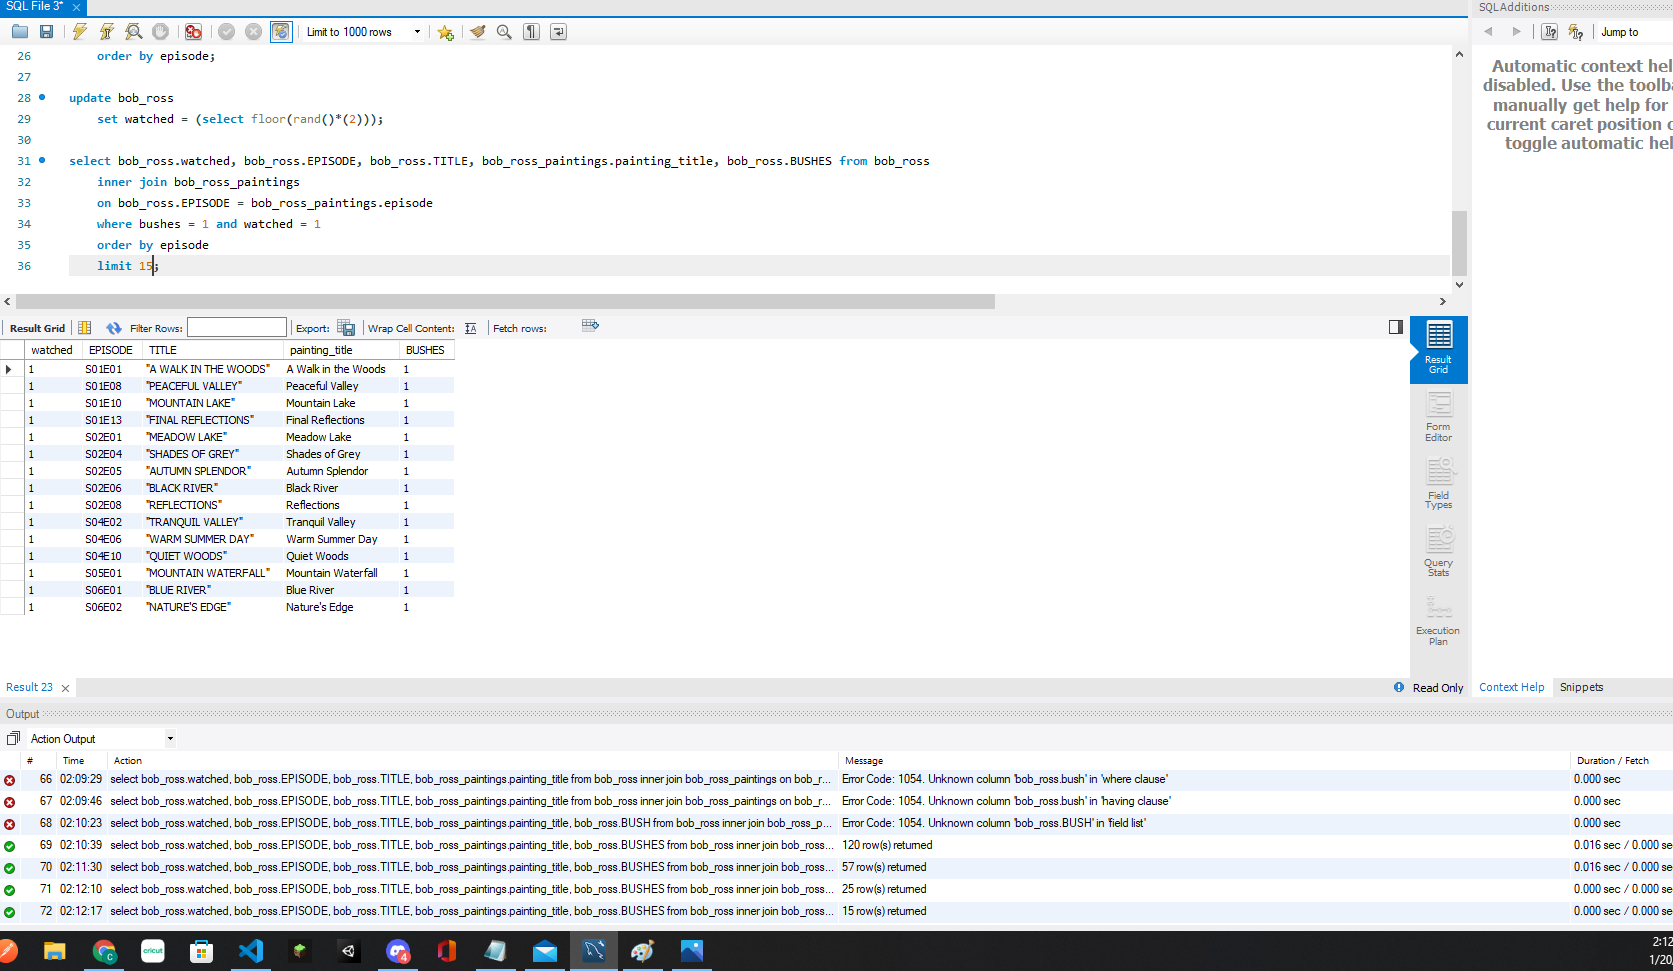 SQL File 3*
SQLAdditions
Limit to 1000 rows
Jump to
26 order by episode;
27
28 update bob_ross
29 set watched = (select floor(rand()*(2)));
30
31 select bob_ross.watched, bob_ross.EPISODE, bob_ross.TITLE, bob_ross_paintings.painting_title, bob_ross.BUSHES from bob_ross
32 inner join bob_ross_paintings
33 on bob_ross.EPISODE = bob_ross_paintings.episode
34 where bushes = 1 and watched = 1
35 order by episode
36 limit 15;
Automatic context hel
disabled. Use the toolba
manually get help for
current caret position o
toggle automatic hel
Result Grid Filter Rows: Export: Wrap Cell Content: Fetch rows:
watched EPISODE TITLE painting_title BUSHES
1 S01E01 "A WALK IN THE WOODS" A Walk in the Woods 1
1 S01E08 "PEACEFUL VALLEY" Peaceful Valley 1
1 S01E10 "MOUNTAIN LAKE" Mountain Lake 1
1 S01E13 "FINAL REFLECTIONS" Final Reflections 1
1 S02E01 "MEADOW LAKE" Meadow Lake 1
1 S02E04 "SHADES OF GREY" Shades of Grey 1
1 S02E05 "AUTUMN SPLENDOR" Autumn Splendor 1
1 S02E06 "BLACK RIVER" Black River 1
1 S02E08 "REFLECTIONS" Reflections 1
1 S04E02 "TRANQUIL VALLEY" Tranquil Valley 1
1 S04E06 "WARM SUMMER DAY" Warm Summer Day 1
1 S04E10 "QUIET WOODS" Quiet Woods 1
1 S05E01 "MOUNTAIN WATERFALL" Mountain Waterfall 1
1 S06E01 "BLUE RIVER" Blue River 1
1 S06E02 "NATURE'S EDGE" Nature's Edge 1
Result
Grid
Form
Editor
Field
Types
Query
Stats
Execution
Plan
Result 23
Read Only
Context Help Snippets
Output
Action Output
# Time Action Message Duration / Fetch
66 02:09:29 select bob_ross.watched, bob_ross.EPISODE, bob_ross.TITLE, bob_ross_paintings.painting_title from bob_ross inner join bob_ross_paintings on bob_r... Error Code: 1054. Unknown column 'bob_ross.bush' in 'where clause' 0.000 sec
67 02:09:46 select bob_ross.watched, bob_ross.EPISODE, bob_ross.TITLE, bob_ross_paintings.painting_title from bob_ross inner join bob_ross_paintings on bob_r... Error Code: 1054. Unknown column 'bob_ross.bush' in 'having clause' 0.000 sec
68 02:10:23 select bob_ross.watched, bob_ross.EPISODE, bob_ross.TITLE, bob_ross_paintings.painting_title, bob_ross.BUSH from bob_ross inner join bob_ross_p... Error Code: 1054. Unknown column 'bob_ross.BUSH' in 'field list' 0.000 sec
69 02:10:39 select bob_ross.watched, bob_ross.EPISODE, bob_ross.TITLE, bob_ross_paintings.painting_title, bob_ross.BUSHES from bob_ross inner join bob_ross... 120 row(s) returned 0.016 sec / 0.000 se
70 02:11:30 select bob_ross.watched, bob_ross.EPISODE, bob_ross.TITLE, bob_ross_paintings.painting_title, bob_ross.BUSHES from bob_ross inner join bob_ross... 57 row(s) returned 0.016 sec / 0.000 se
71 02:12:10 select bob_ross.watched, bob_ross.EPISODE, bob_ross.TITLE, bob_ross_paintings.painting_title, bob_ross.BUSHES from bob_ross inner join bob_ross... 25 row(s) returned 0.000 sec / 0.000 se
72 02:12:17 select bob_ross.watched, bob_ross.EPISODE, bob_ross.TITLE, bob_ross_paintings.painting_title, bob_ross.BUSHES from bob_ross inner join bob_ross... 15 row(s) returned 0.000 sec / 0.000 se
cricut
4
2:12
1/20